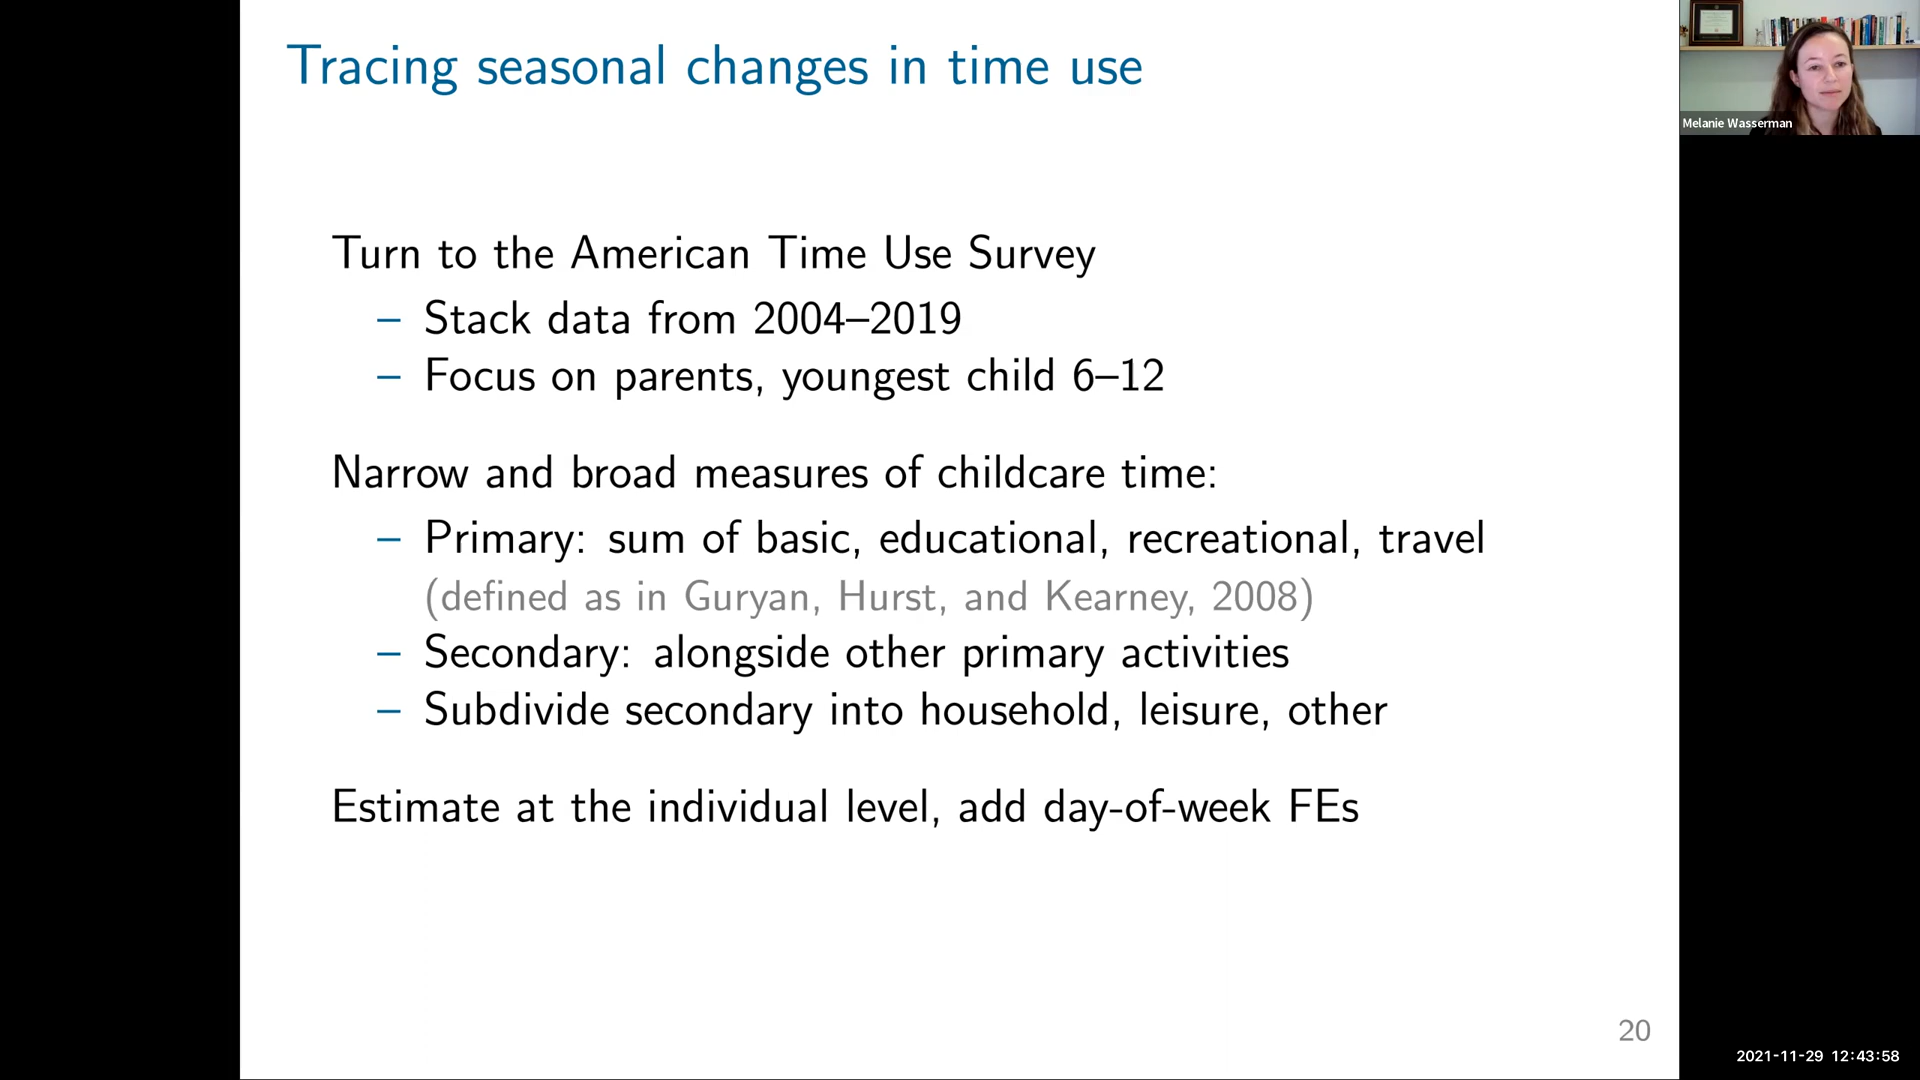 Tracing seasonal changes in time use
Melanie Wasserman
Turn to the American Time Use Survey
– Stack data from 2004–2019
– Focus on parents, youngest child 6–12
Narrow and broad measures of childcare time:
– Primary: sum of basic, educational, recreational, travel
(defined as in Guryan, Hurst, and Kearney, 2008)
– Secondary: alongside other primary activities
– Subdivide secondary into household, leisure, other
Estimate at the individual level, add day-of-week FEs
20
2021-11-29 12:43:58